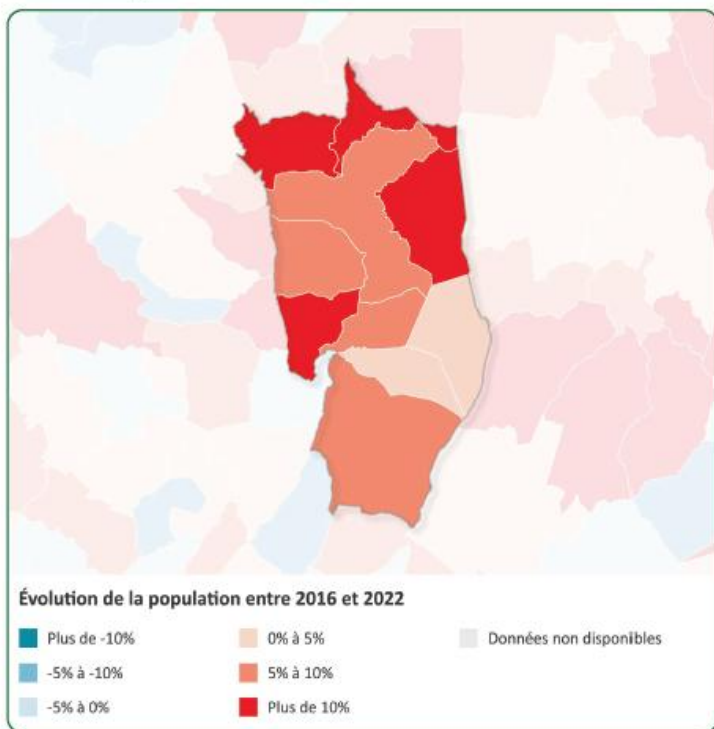 Évolution de la population entre 2016 et 2022
Plus de -10%
0% à 5%
Données non disponibles
-5% à -10%
5% à 10%
-5% à 0%
Plus de 10%